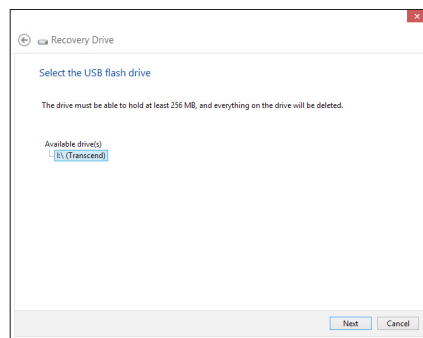 Recovery Drive
Select the USB flash drive
The drive must be able to hold at least 256 MB, and everything on the drive will be deleted.
Available drive(s)
I:\ (Transcend)
Next
Cancel